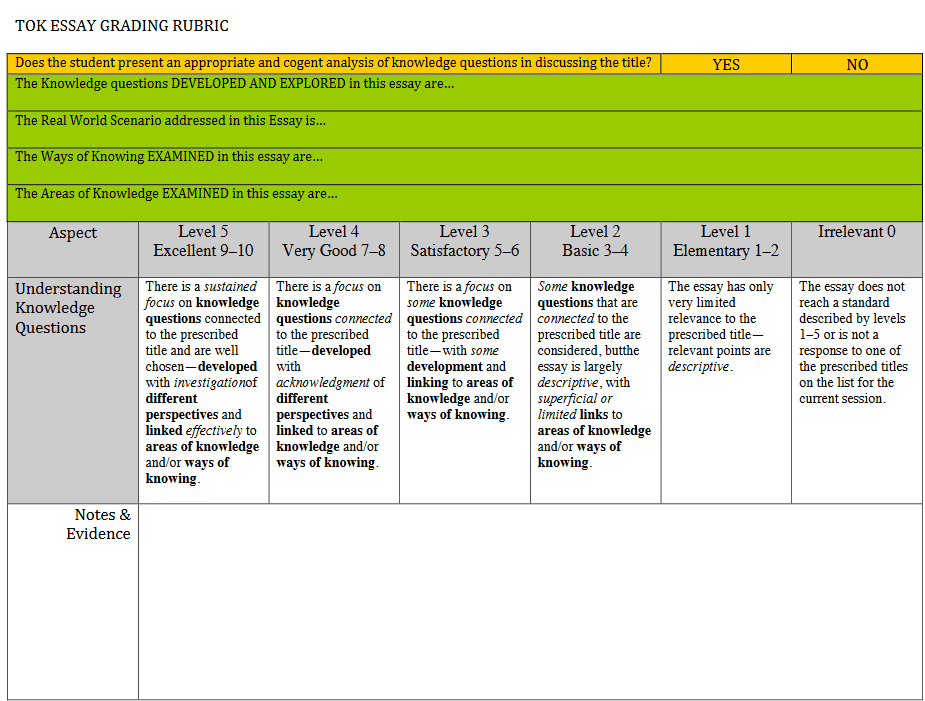 TOK ESSAY GRADING RUBRIC
Does the student present an appropriate and cogent analysis of knowledge questions in discussing the title?
YES
NO
The Knowledge questions DEVELOPED AND EXPLORED in this essay are...
The Real World Scenario addressed in this Essay is...
The Ways of Knowing EXAMINED in this essay are...
The Areas of Knowledge EXAMINED in this essay are...
Aspect
Level 5
Excellent 9–10
Level 4
Very Good 7–8
Level 3
Satisfactory 5–6
Level 2
Basic 3–4
Level 1
Elementary 1–2
Irrelevant 0
Understanding
Knowledge
Questions
There is a sustained
focus on knowledge
questions connected
to the prescribed
title and are well
chosen—developed
with investigationof
different
perspectives and
linked effectively to
areas of knowledge
and/or ways of
knowing.
There is a focus on
knowledge
questions connected
to the prescribed
title—developed
with
acknowledgment of
different
perspectives and
linked to areas of
knowledge and/or
ways of knowing.
There is a focus on
some knowledge
questions connected
to the prescribed
title—with some
development and
linking to areas of
knowledge and/or
ways of knowing.
Some knowledge
questions that are
connected to the
prescribed title are
considered, butthe
essay is largely
descriptive, with
superficial or
limited links to
areas of knowledge
and/or ways of
knowing.
The essay has only
very limited
relevance to the
prescribed title—
relevant points are
descriptive.
The essay does not
reach a standard
described by levels
1–5 or is not a
response to one of
the prescribed titles
on the list for the
current session.
Notes &
Evidence